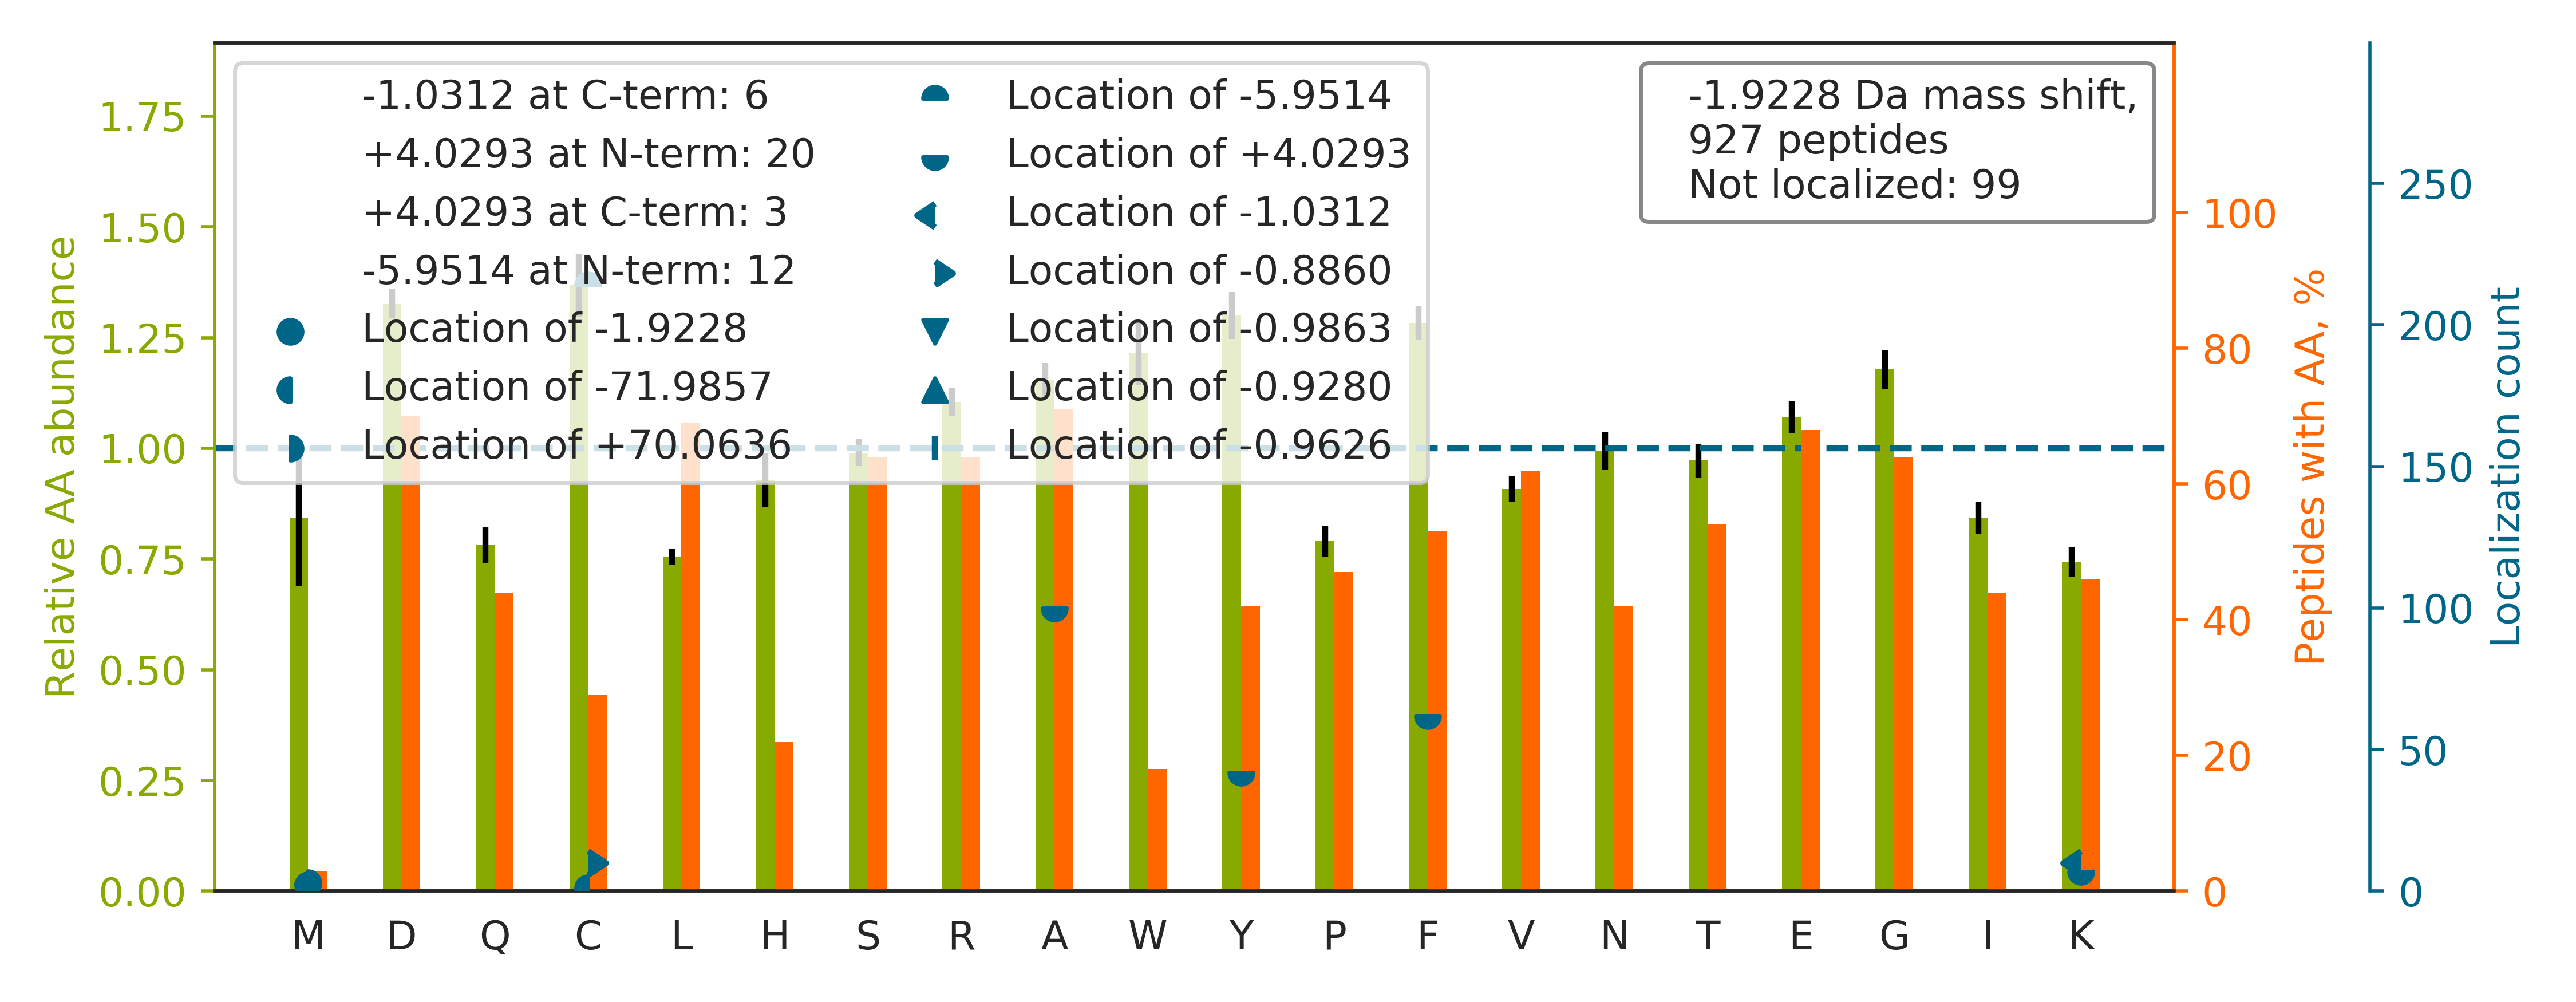 -1.0312 at C-term: 6
+4.0293 at N-term: 20
+4.0293 at C-term: 3
-5.9514 at N-term: 12
Location of -1.9228
Location of -71.9857
Location of +70.0636
Location of -5.9514
Location of +4.0293
Location of -1.0312
Location of -0.8860
Location of -0.9863
Location of -0.9280
Location of -0.9626
-1.9228 Da mass shift,
927 peptides
Not localized: 99
Relative AA abundance
1.75
1.50
1.25
1.00
0.75
0.50
0.25
0.00
M D Q C L H S R A W Y P F V N T E G I K
100
80
60
40
20
0
Peptides with AA, %
250
200
150
100
50
0
Localization count